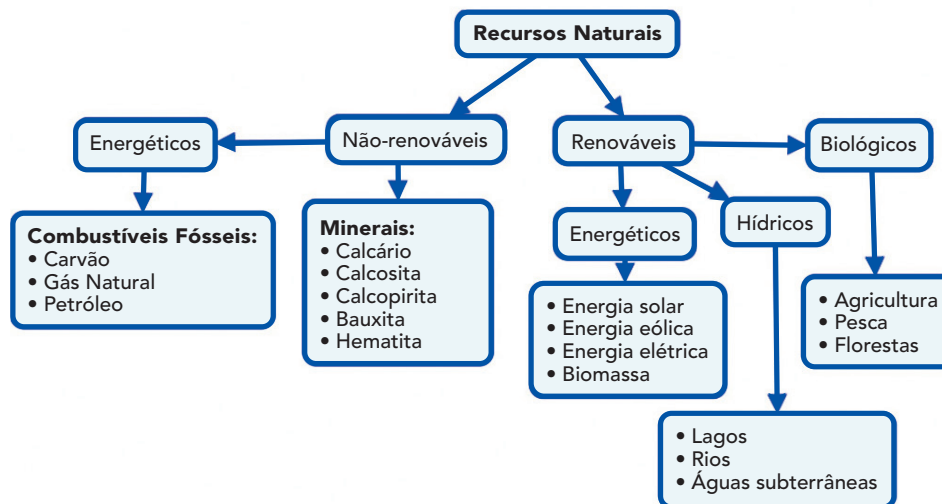 Recursos Naturais
Energéticos
Não-renováveis
Renováveis
Biológicos
Combustíveis Fósseis:
• Carvão
• Gás Natural
• Petróleo
Minerais:
• Calcário
• Calcosita
• Calcopirita
• Bauxita
• Hematita
Energéticos
Hídricos
• Energia solar
• Energia eólica
• Energia elétrica
• Biomassa
• Agricultura
• Pesca
• Florestas
• Lagos
• Rios
• Águas subterrâneas